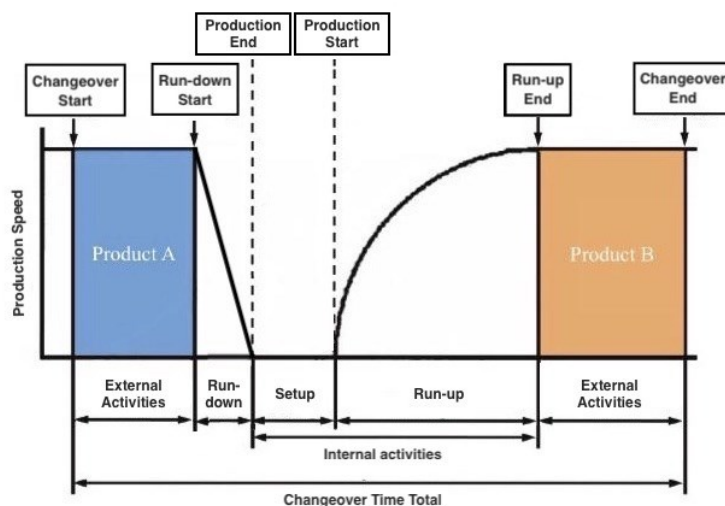 Production
End
Production
Start
Changeover
Start
Run-down
Start
Run-up
End
Changeover
End
Production Speed
Product A
Product B
External
Activities
Run-
down
Setup
Run-up
External
Activities
Internal activities
Changeover Time Total